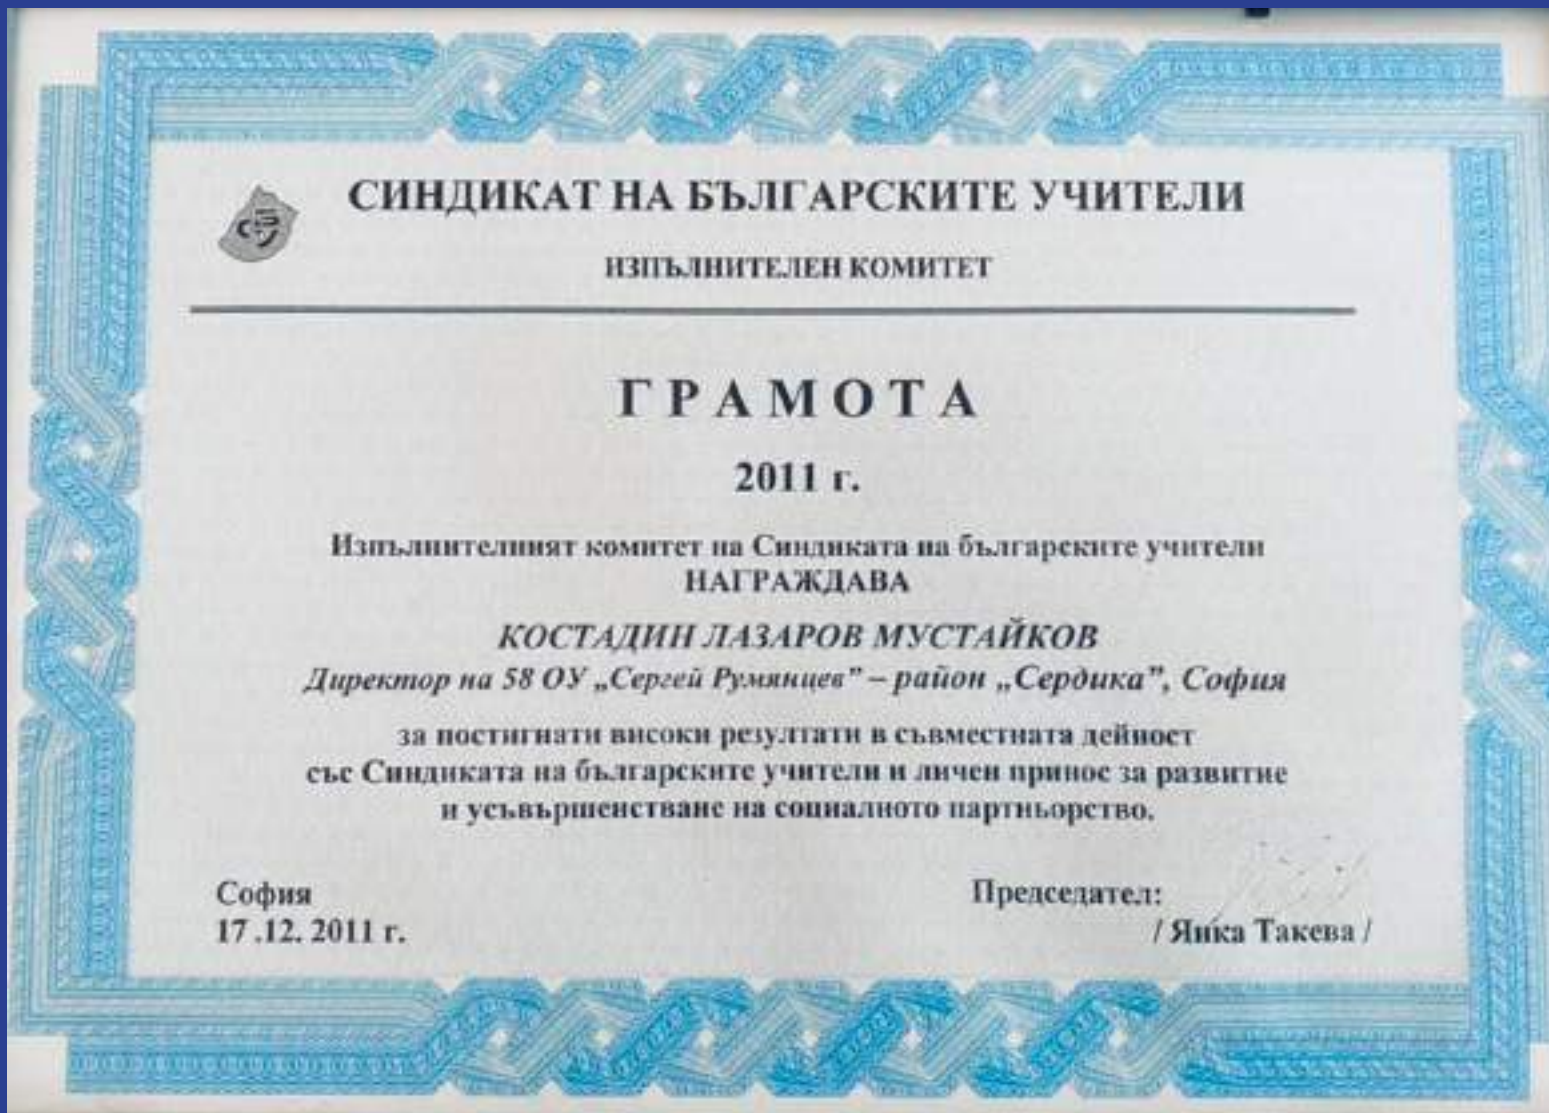 СБУ
СИНДИКАТ НА БЪЛГАРСКИТЕ УЧИТЕЛИ
ИЗПЪЛНИТЕЛЕН КОМИТЕТ
ГРАМОТА
2011 г.
Изпълнителният комитет на Синдиката на българските учители
НАГРАЖДАВА
КОСТАДИН ЛАЗАРОВ МУСТАЙКОВ
Директор на 58 ОУ „Сергей Румянцев” – район „Сердика”, София
за постигнати високи резултати в съвместната дейност
със Синдиката на българските учители и личен принос за развитие
и усъвършенстване на социалното партньорство.
София
17 .12. 2011 г.
Председател:
/ Янка Такева /